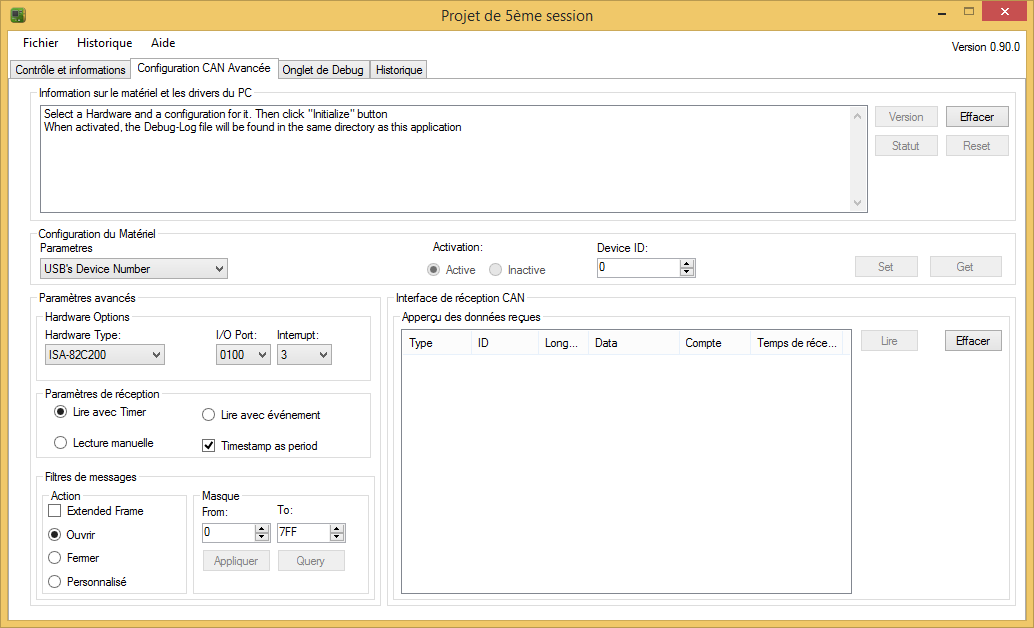 Projet de 5ème session
Fichier Historique Aide
Version 0.90.0
Contrôle et informations Configuration CAN Avancée Onglet de Debug Historique
Information sur le matériel et les drivers du PC
Select a Hardware and a configuration for it. Then click "Initialize" button
When activated, the Debug-Log file will be found in the same directory as this application
Version Effacer
Statut Reset
Configuration du Matériel
Parametres Activation: Device ID:
USB's Device Number Active Inactive 0 Set Get
Paramètres avancés
Hardware Options
Hardware Type: I/O Port: Interrupt:
ISA-82C200 0100 3
Paramètres de réception
Lire avec Timer Lire avec événement
Lecture manuelle Timestamp as period
Filtres de messages
Action
Extended Frame
Ouvrir
Fermer
Personnalisé
Masque
From: To:
0 7FF
Appliquer Query
Interface de réception CAN
Apperçu des données reçues
Type ID Long... Data Compte Temps de réce...
Lire Effacer